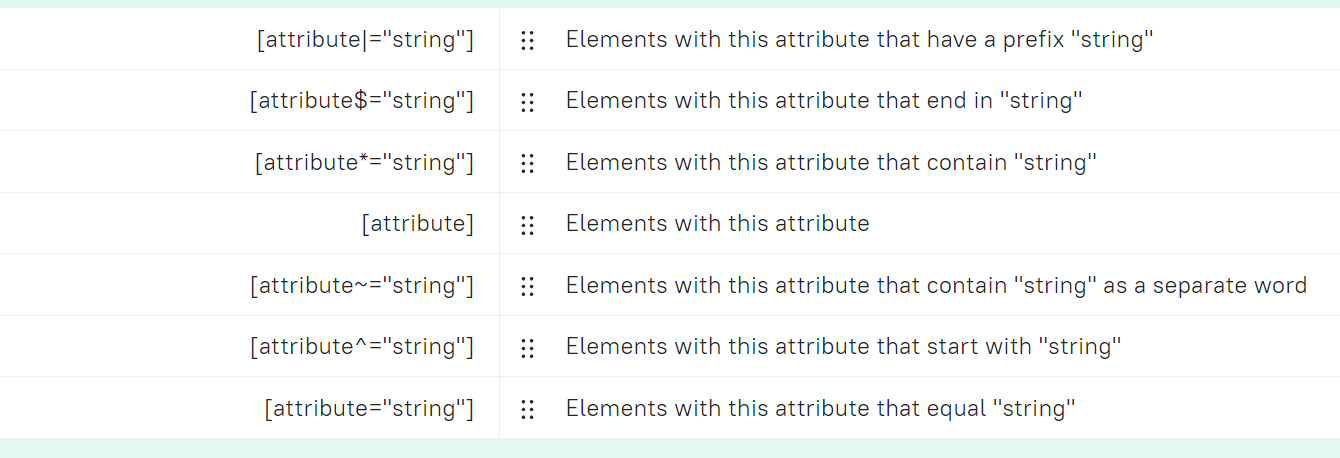 [attribute|="string"] Elements with this attribute that have a prefix "string"
[attribute$="string"] Elements with this attribute that end in "string"
[attribute*="string"] Elements with this attribute that contain "string"
[attribute] Elements with this attribute
[attribute~="string"] Elements with this attribute that contain "string" as a separate word
[attribute^="string"] Elements with this attribute that start with "string"
[attribute="string"] Elements with this attribute that equal "string"